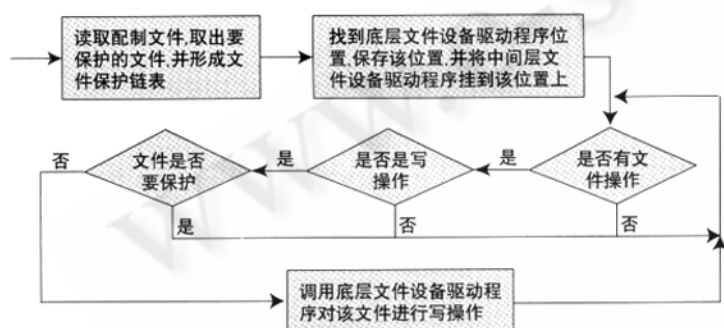 读取配制文件,取出要
保护的文件,并形成文
件保护链表
找到底层文件设备驱动程序位
置,保存该位置,并将中间层文
件设备驱动程序挂到该位置上
否
文件是否
要保护
是
是否是写
操作
是
是否有文
件操作
是
否
否
调用底层文件设备驱动程
序对该文件进行写操作